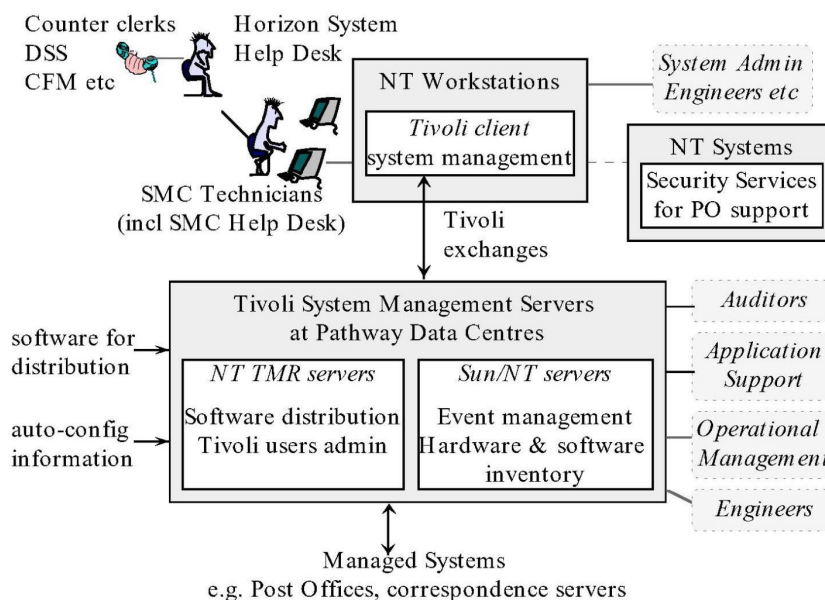 Counter clerks
DSS
CFM etc
Horizon System
Help Desk
NT Workstations
Tivoli client
system management
System Admin
Engineers etc
NT Systems
Security Services
for PO support
SMC Technicians
(incl SMC Help Desk)
Tivoli
exchanges
Tivoli System Management Servers
at Pathway Data Centres
software for
distribution
auto-config
information
NT TMR servers
Software distribution
Tivoli users admin
Sun/NT servers
Event management
Hardware & software
inventory
Auditors
Application
Support
Operational
Management
Engineers
Managed Systems
e.g. Post Offices, correspondence servers